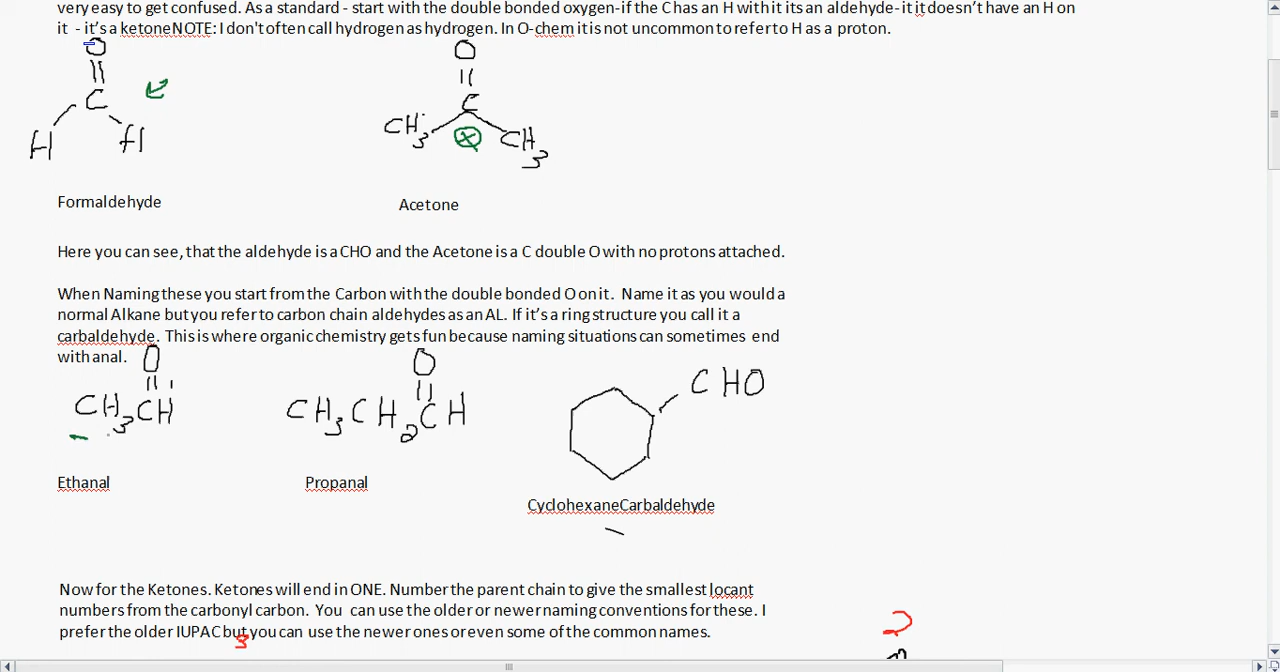 very easy to get confused. As a standard - start with the double bonded oxygen-if the C has an H with it its an aldehyde- it it doesn't have an H on
it - it's a ketoneNOTE: I don't often call hydrogen as hydrogen. In O-chem it is not uncommon to refer to H as a proton.
O O
C C
H H CH3 CH3
Formaldehyde Acetone
Here you can see, that the aldehyde is a CHO and the Acetone is a C double O with no protons attached.
When Naming these you start from the Carbon with the double bonded O on it. Name it as you would a
normal Alkane but you refer to carbon chain aldehydes as an AL. If it's a ring structure you call it a
carbaldehyde. This is where organic chemistry gets fun because naming situations can sometimes end
with anal.
O O
CH3CH CH3CH2CH CHO
Ethanal Propanal
CyclohexaneCarbaldehyde
Now for the Ketones. Ketones will end in ONE. Number the parent chain to give the smallest locant
numbers from the carbonyl carbon. You can use the older or newer naming conventions for these. I
prefer the older IUPAC but you can use the newer ones or even some of the common names.
3 2